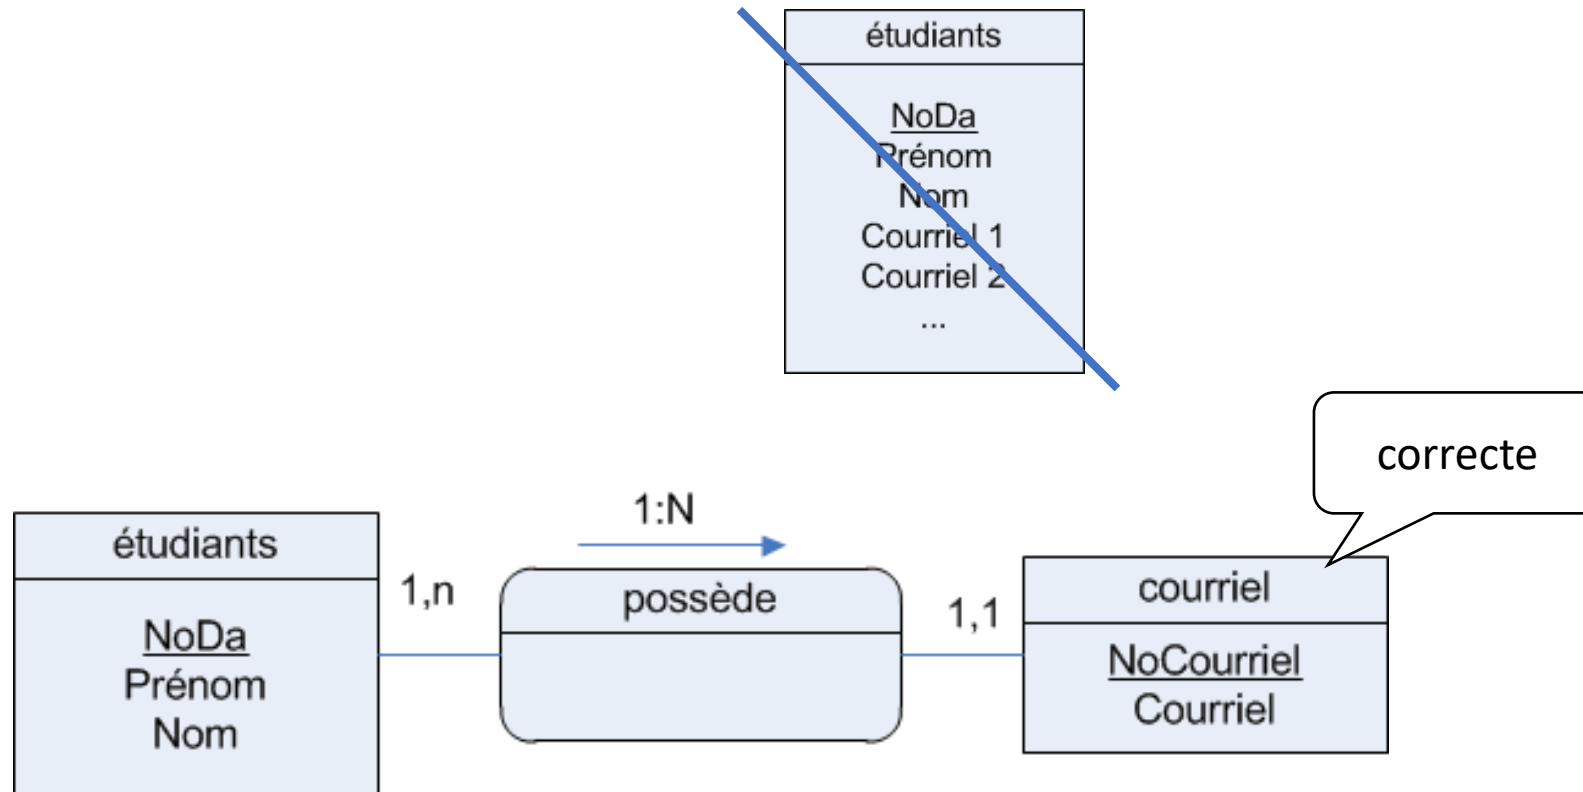 étudiants
NoDa
Prénom
Nom
Courriel 1
Courriel 2
...
correcte
1:N
étudiants
NoDa
Prénom
Nom
1,n
possède
1,1
courriel
NoCourriel
Courriel